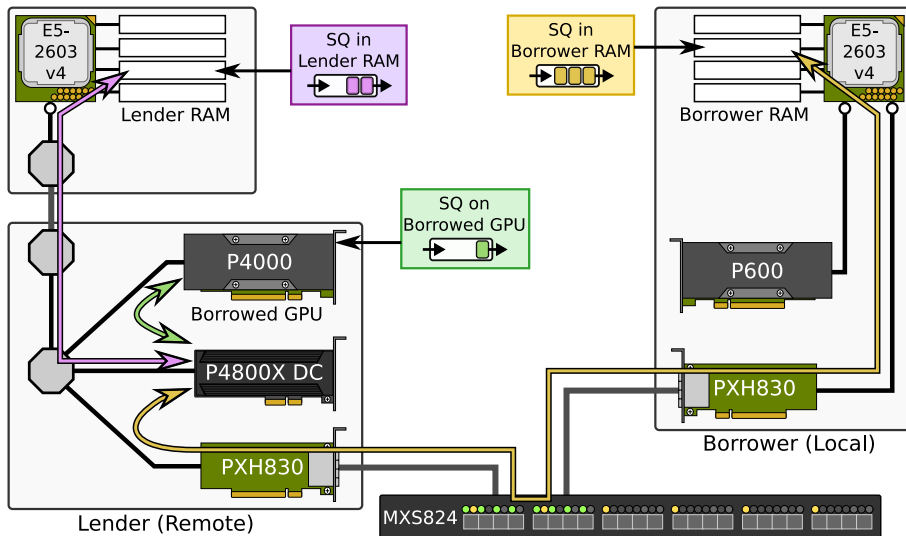 E5-
2603
v4
Lender RAM
SQ in
Lender RAM
SQ in
Borrower RAM
E5-
2603
v4
Borrower RAM
SQ on
Borrowed GPU
P4000
Borrowed GPU
P600
P4800X DC
PXH830
PXH830
Borrower (Local)
Lender (Remote)
MXS824